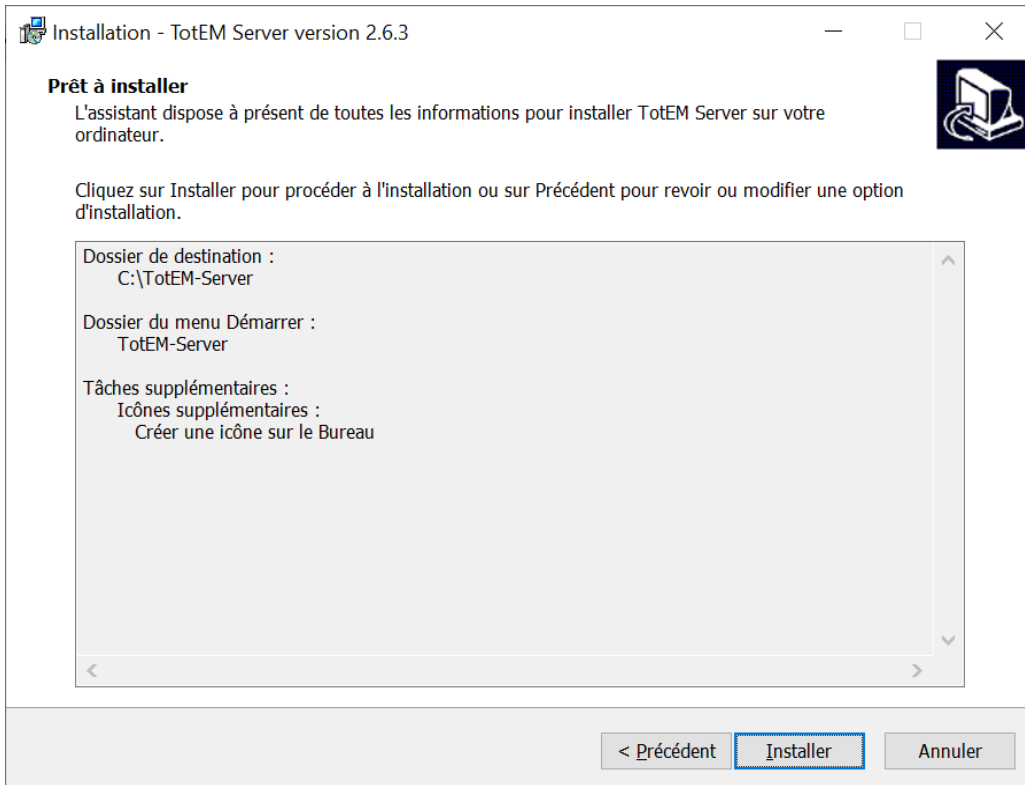 Installation - TotEM Server version 2.6.3
Prêt à installer
L'assistant dispose à présent de toutes les informations pour installer TotEM Server sur votre
ordinateur.
Cliquez sur Installer pour procéder à l'installation ou sur Précédent pour revoir ou modifier une option
d'installation.
Dossier de destination :
C:\TotEM-Server
Dossier du menu Démarrer :
TotEM-Server
Tâches supplémentaires :
Icônes supplémentaires :
Créer une icône sur le Bureau
< Précédent
Installer
Annuler